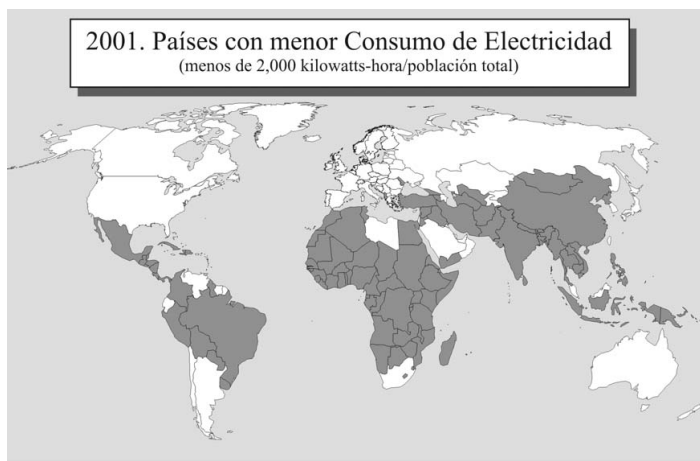 2001. Países con menor Consumo de Electricidad
(menos de 2,000 kilowatts-hora/población total)